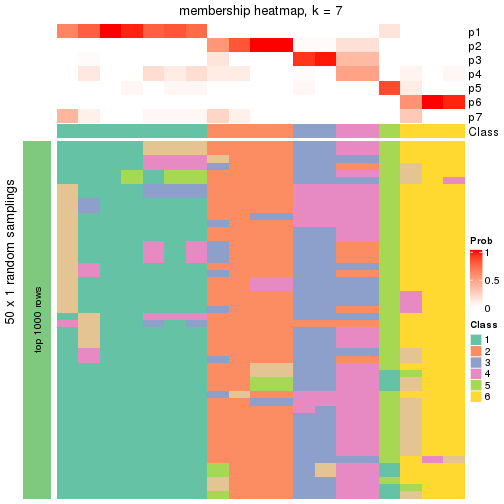 membership heatmap, k = 7
p1
p2
p3
p4
p5
p6
p7
Class
50 x 1 random samplings
top 1000 rows
Prob
1
0.5
0
Class
1
2
3
4
5
6